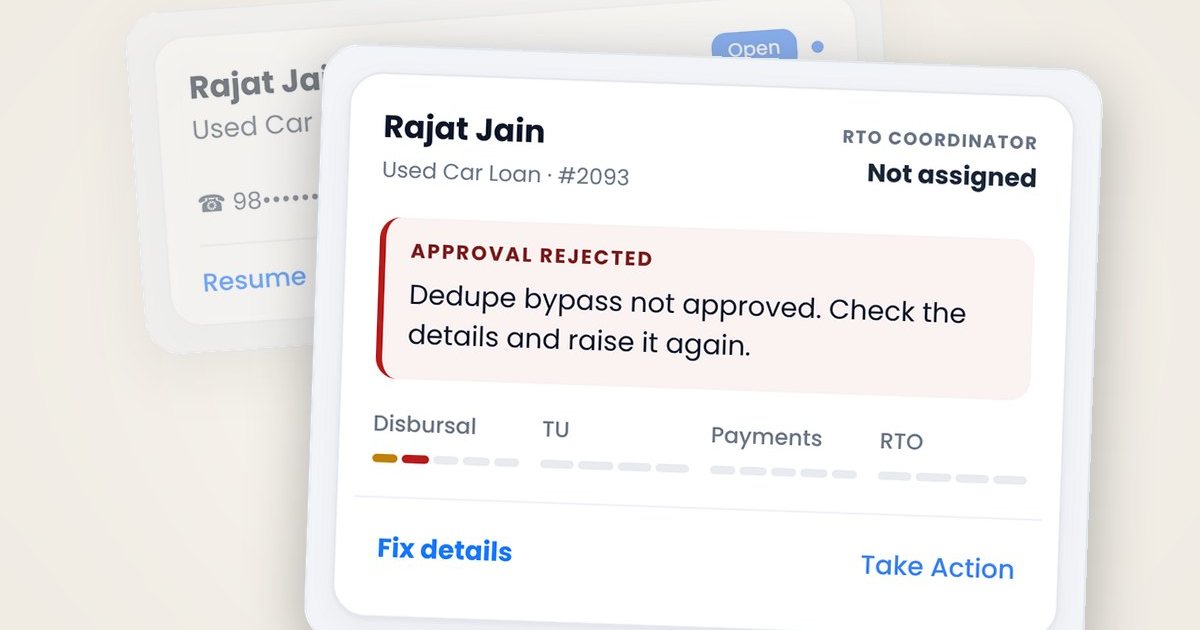 Open
Rajat Jai
Used Car
☎ 98••••••
Resume
Rajat Jain
Used Car Loan · #2093
RTO COORDINATOR
Not assigned
APPROVAL REJECTED
Dedupe bypass not approved. Check the
details and raise it again.
Disbursal
TU
Payments
RTO
Fix details
Take Action